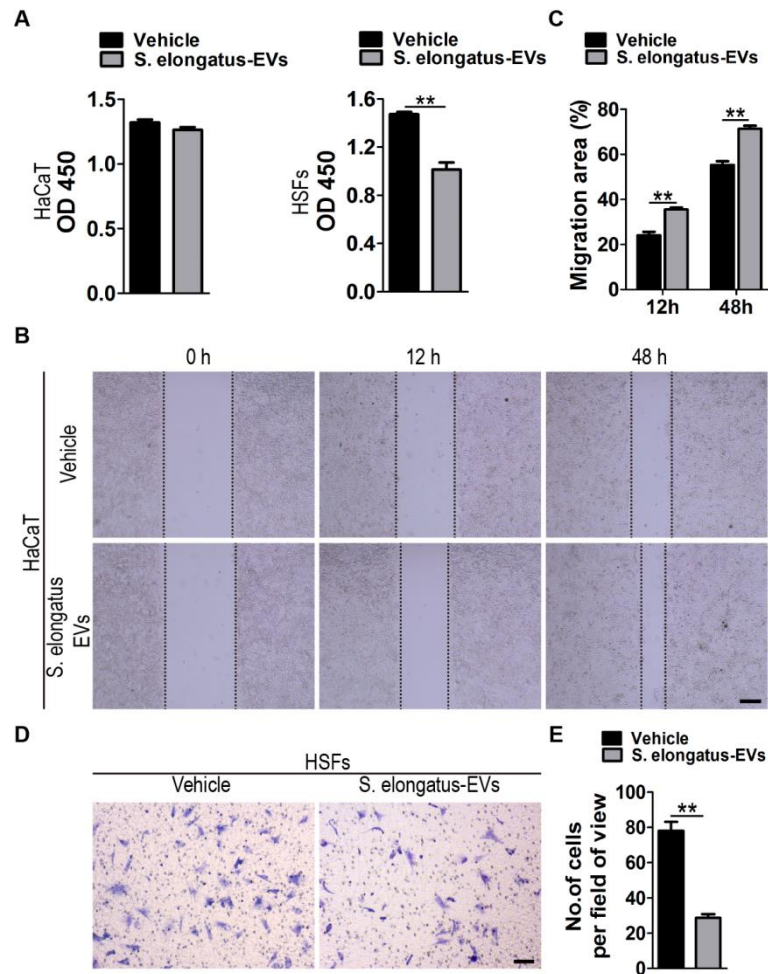 A
Vehicle
S. elongatus-EVs
HaCaT
OD 450
1.5
1.0
0.5
0.0
Vehicle
S. elongatus-EVs
HSFs
OD 450
1.6
1.2
0.8
0.4
0.0
**
C
Vehicle
S. elongatus-EVs
Migration area (%)
80
60
40
20
0
**
**
12h
48h
B
0 h
12 h
48 h
HaCaT
Vehicle
S. elongatus
EVs
D
HSFs
Vehicle
S. elongatus-EVs
E
Vehicle
S. elongatus-EVs
No.of cells
per field of view
100
80
60
40
20
0
**